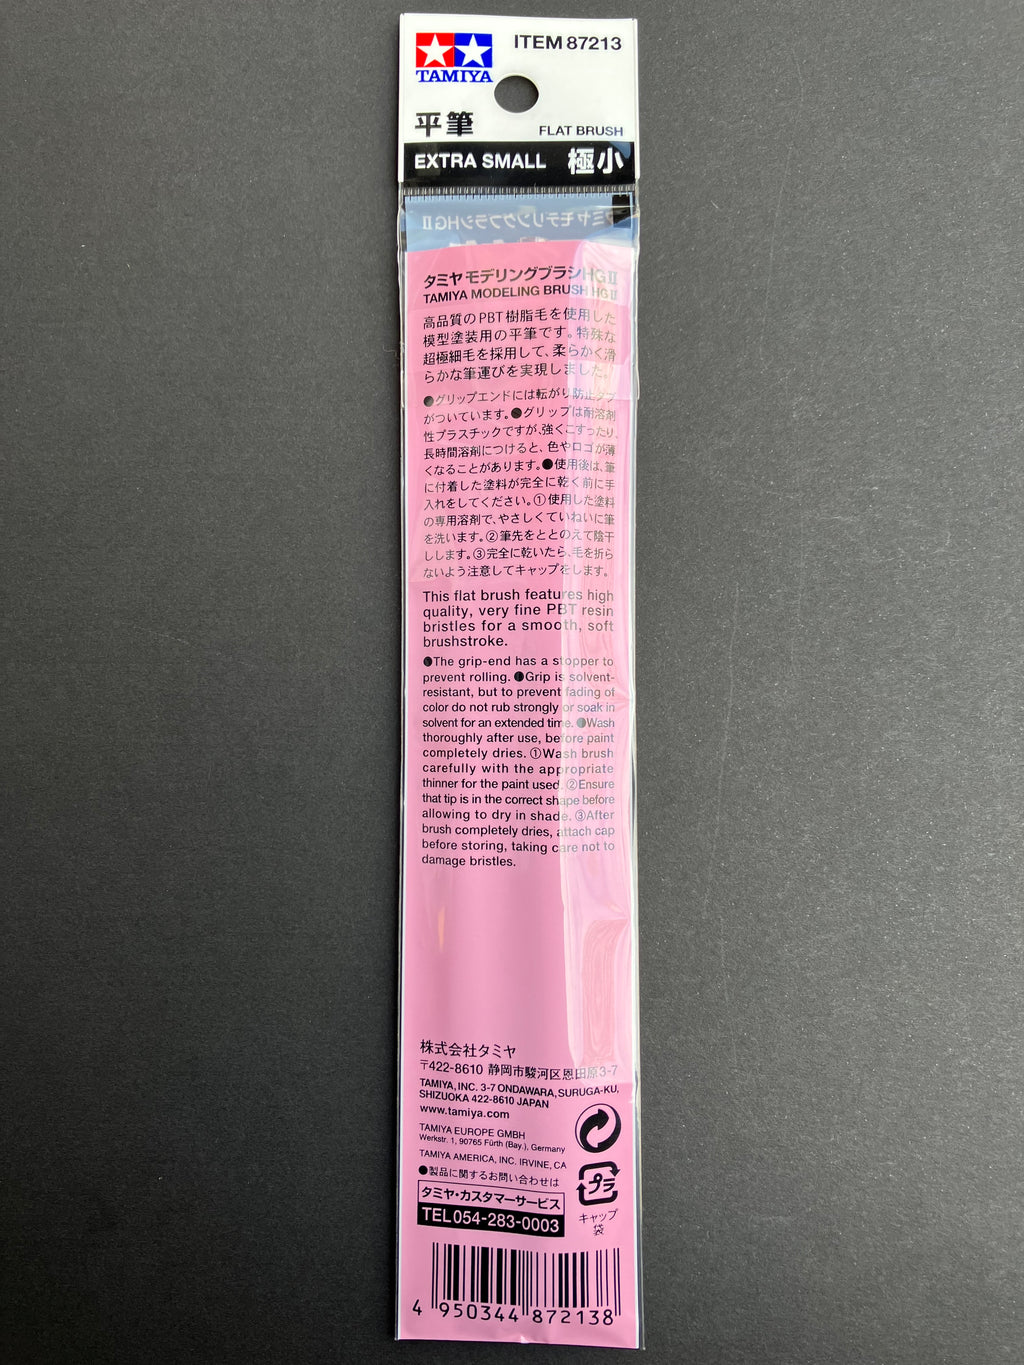 TAMIYA
ITEM 87213
平筆
FLAT BRUSH
EXTRA SMALL 極小
タミヤモデリングブラシHGⅡ
タミヤ モデリングブラシHGⅡ
TAMIYA MODELING BRUSH HGⅡ
高品質のPBT樹脂毛を使用した
模型塗装用の平筆です。特殊な
超極細毛を採用して、柔らかく滑
らかな筆運びを実現しました。
●グリップエンドには転がり防止タブ
がついています。●グリップは耐溶剤
性プラスチックですが、強くこすったり、
長時間溶剤につけると、色やロゴが薄
くなることがあります。●使用後は、筆
に付着した塗料が完全に乾く前に手
入れをしてください。①使用した塗料
の専用溶剤で、やさしくていねいに筆
を洗います。②筆先をととのえて陰干
しします。③完全に乾いたら、毛を折ら
ないよう注意してキャップをします。
This flat brush features high
quality, very fine PBT resin
bristles for a smooth, soft
brushstroke.
●The grip-end has a stopper to
prevent rolling. ●Grip is solvent-
resistant, but to prevent fading of
color do not rub strongly or soak in
solvent for an extended time. ●Wash
thoroughly after use, before paint
completely dries. ①Wash brush
carefully with the appropriate
thinner for the paint used. ②Ensure
that tip is in the correct shape before
allowing to dry in shade. ③After
brush completely dries, attach cap
before storing, taking care not to
damage bristles.
株式会社タミヤ
〒422-8610 静岡市駿河区恩田原3-7
TAMIYA, INC. 3-7 ONDAWARA, SURUGA-KU,
SHIZUOKA 422-8610 JAPAN
www.tamiya.com
TAMIYA EUROPE GMBH
Werkstr. 1, 90765 Fürth (Bay.), Germany
TAMIYA AMERICA, INC. IRVINE, CA
●製品に関するお問い合わせは
タミヤ・カスタマーサービス
TEL 054-283-0003
プラ
キャップ
袋
4 950344 872138